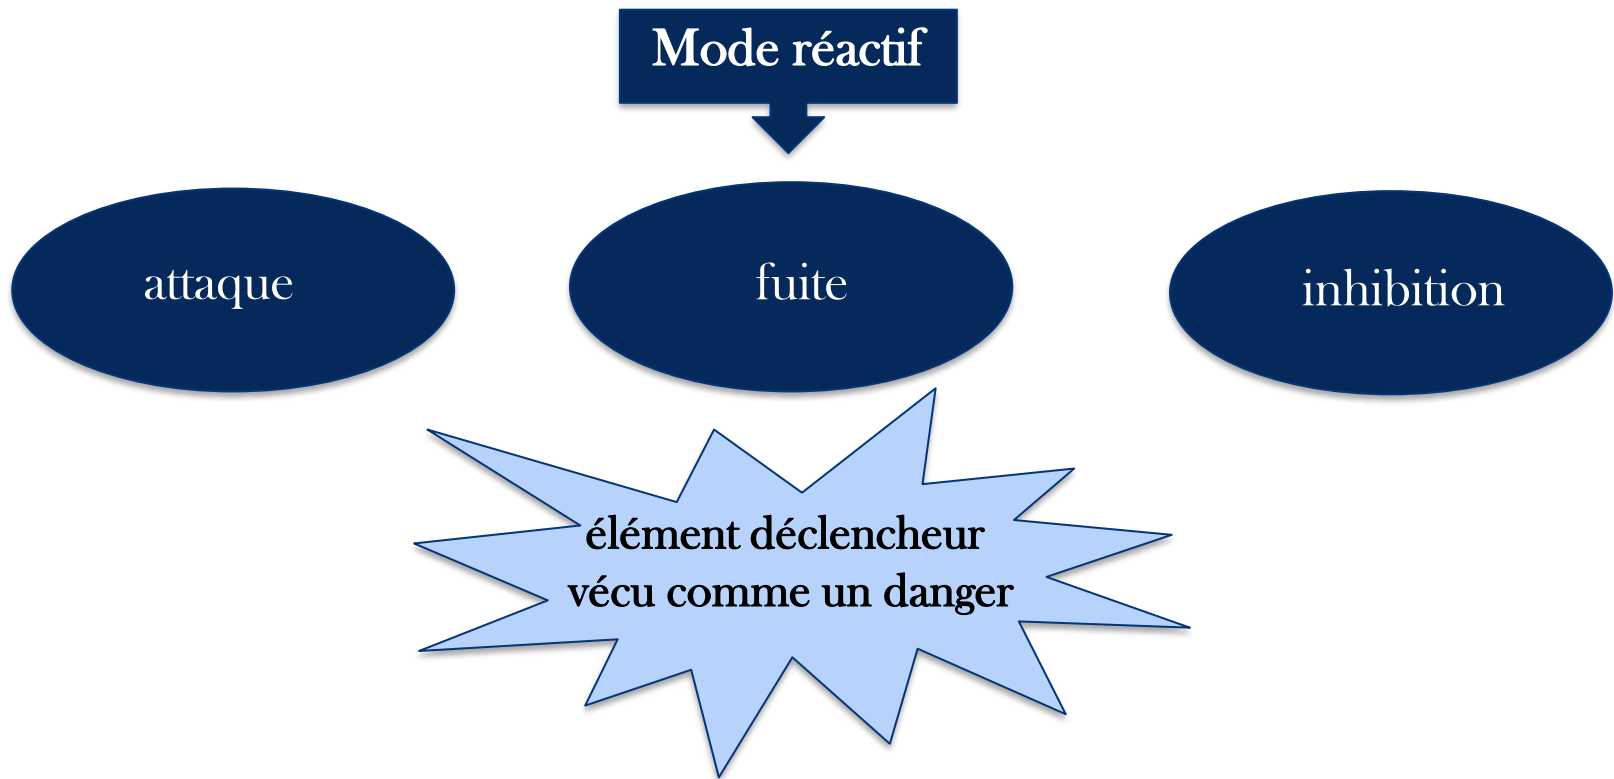 Mode réactif
attaque
fuite
inhibition
élément déclencheur
vécu comme un danger